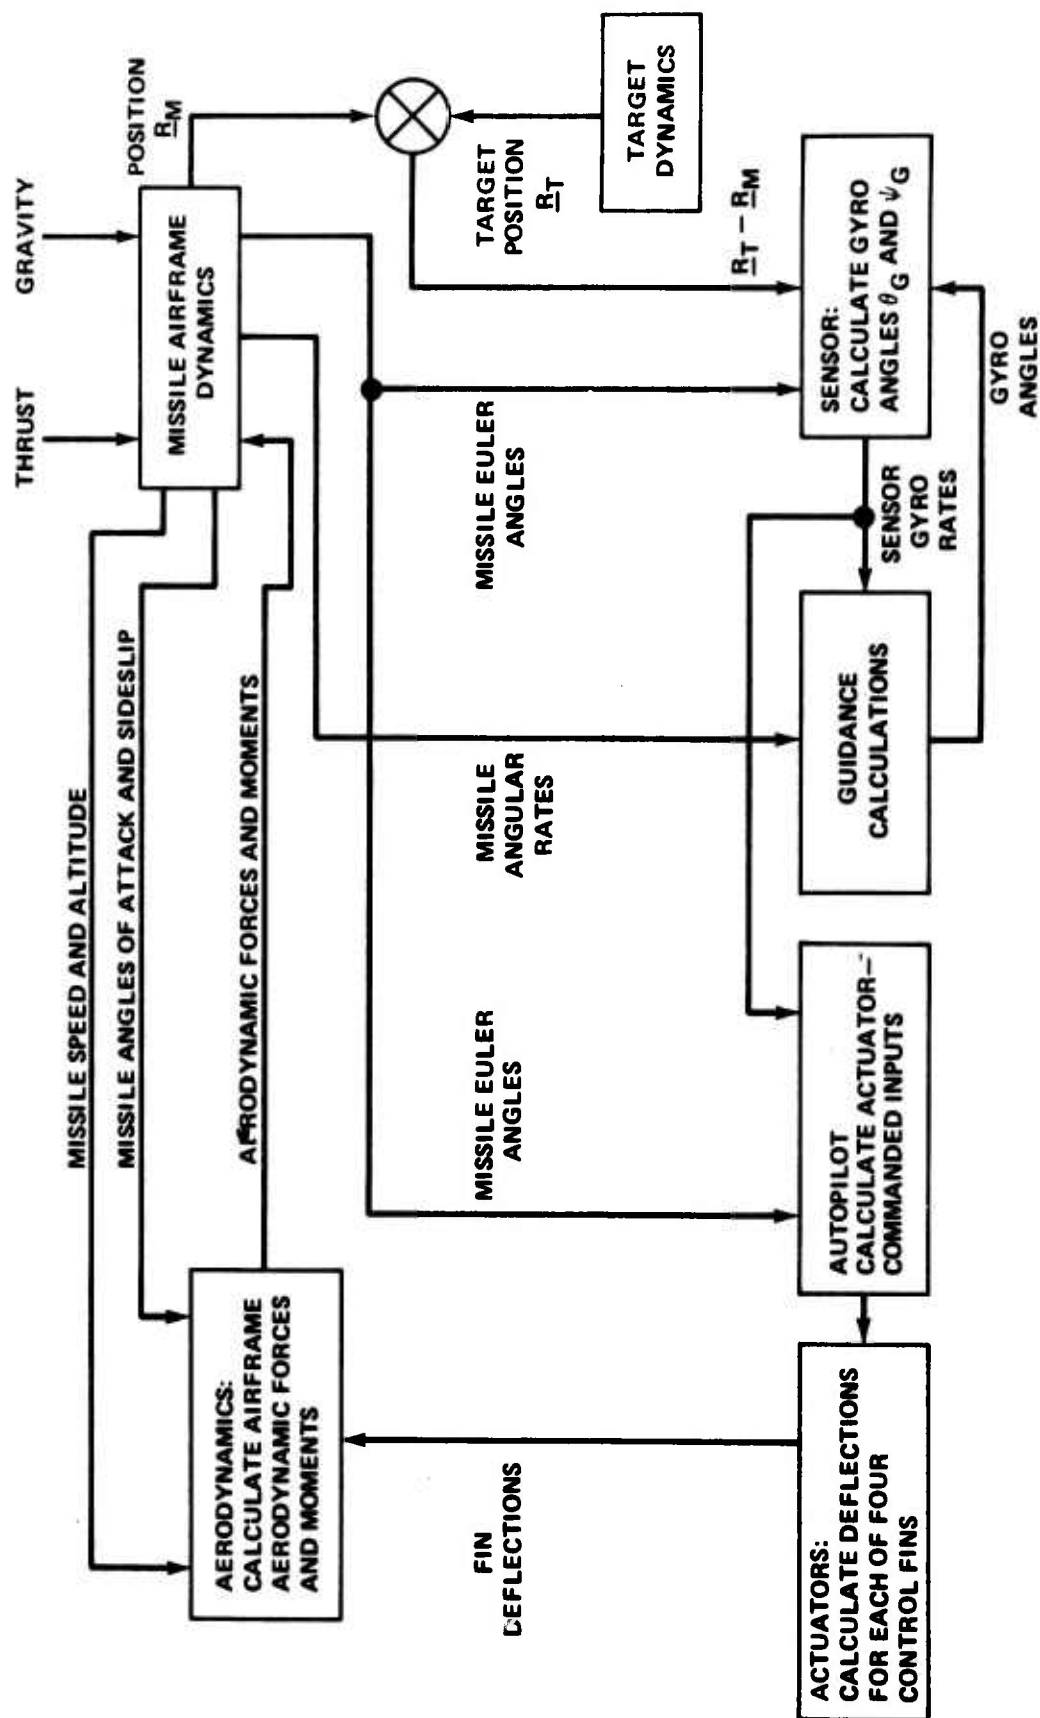 THRUST
GRAVITY
MISSILE SPEED AND ALTITUDE
MISSILE ANGLES OF ATTACK AND SIDESLIP
AERODYNAMIC FORCES AND MOMENTS
MISSILE AIRFRAME
DYNAMICS
POSITION
R_M
AERODYNAMICS:
CALCULATE AIRFRAME
AERODYNAMIC FORCES
AND MOMENTS
FIN
DEFLECTIONS
MISSILE EULER
ANGLES
MISSILE
ANGULAR
RATES
MISSILE EULER
ANGLES
TARGET
POSITION
R_T
TARGET
DYNAMICS
R_T – R_M
ACTUATORS:
CALCULATE DEFLECTIONS
FOR EACH OF FOUR
CONTROL FINS
AUTOPILOT
CALCULATE ACTUATOR–
COMMANDED INPUTS
GUIDANCE
CALCULATIONS
SENSOR
GYRO
RATES
SENSOR:
CALCULATE GYRO
ANGLES θ_G AND ψ_G
GYRO
ANGLES